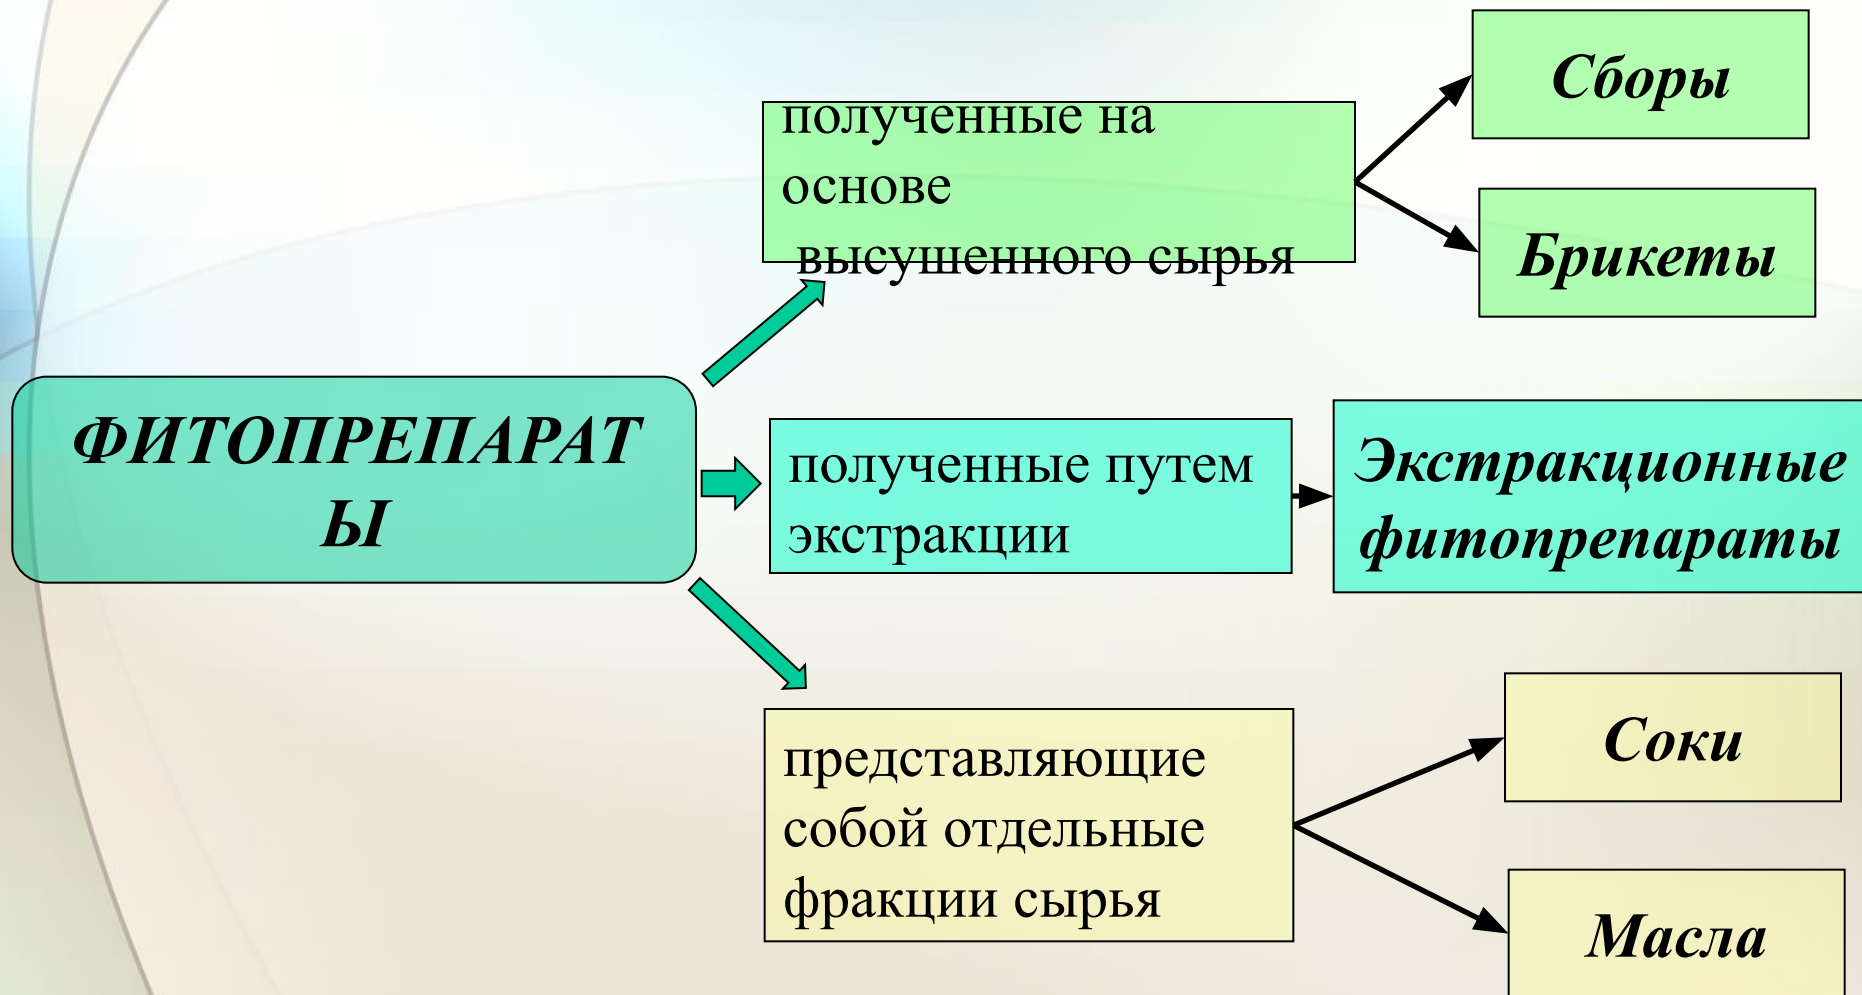 ФИТОПРЕПАРАТ
Ы
полученные на
основе
высушенного сырья
Сборы
Брикеты
полученные путем
экстракции
Экстракционные
фитопрепараты
представляющие
собой отдельные
фракции сырья
Соки
Масла